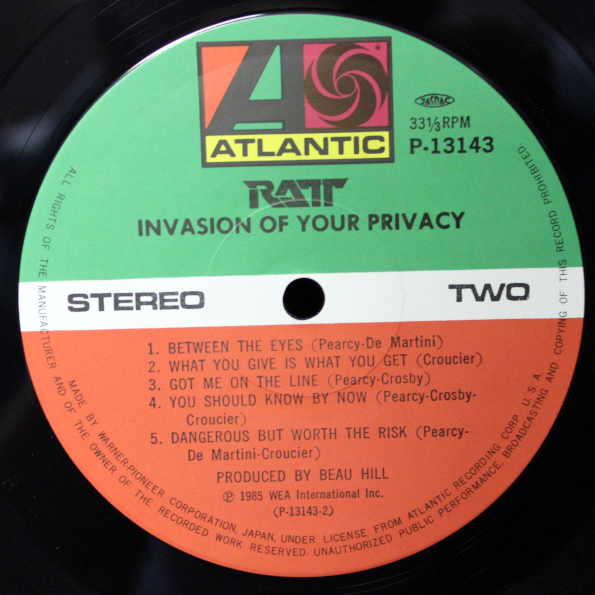 ATLANTIC
JASRAC
33⅓RPM
P-13143
RATT
INVASION OF YOUR PRIVACY
STEREO
TWO
1. BETWEEN THE EYES (Pearcy-De Martini)
2. WHAT YOU GIVE IS WHAT YOU GET (Croucier)
3. GOT ME ON THE LINE (Pearcy-Crosby)
4. YOU SHOULD KNOW BY NOW (Pearcy-Crosby-
Croucier)
5. DANGEROUS BUT WORTH THE RISK (Pearcy-
De Martini-Croucier)
PRODUCED BY BEAU HILL
Ⓟ 1985 WEA International Inc.
(P-13143-2)
MADE BY WARNER-PIONEER CORPORATION, JAPAN, UNDER LICENSE FROM ATLANTIC RECORDING CORP. U.S.A.
ALL RIGHTS OF THE MANUFACTURER AND OF THE OWNER OF THE RECORDED WORK RESERVED. UNAUTHORIZED PUBLIC PERFORMANCE, BROADCASTING AND COPYING OF THIS RECORD PROHIBITED.